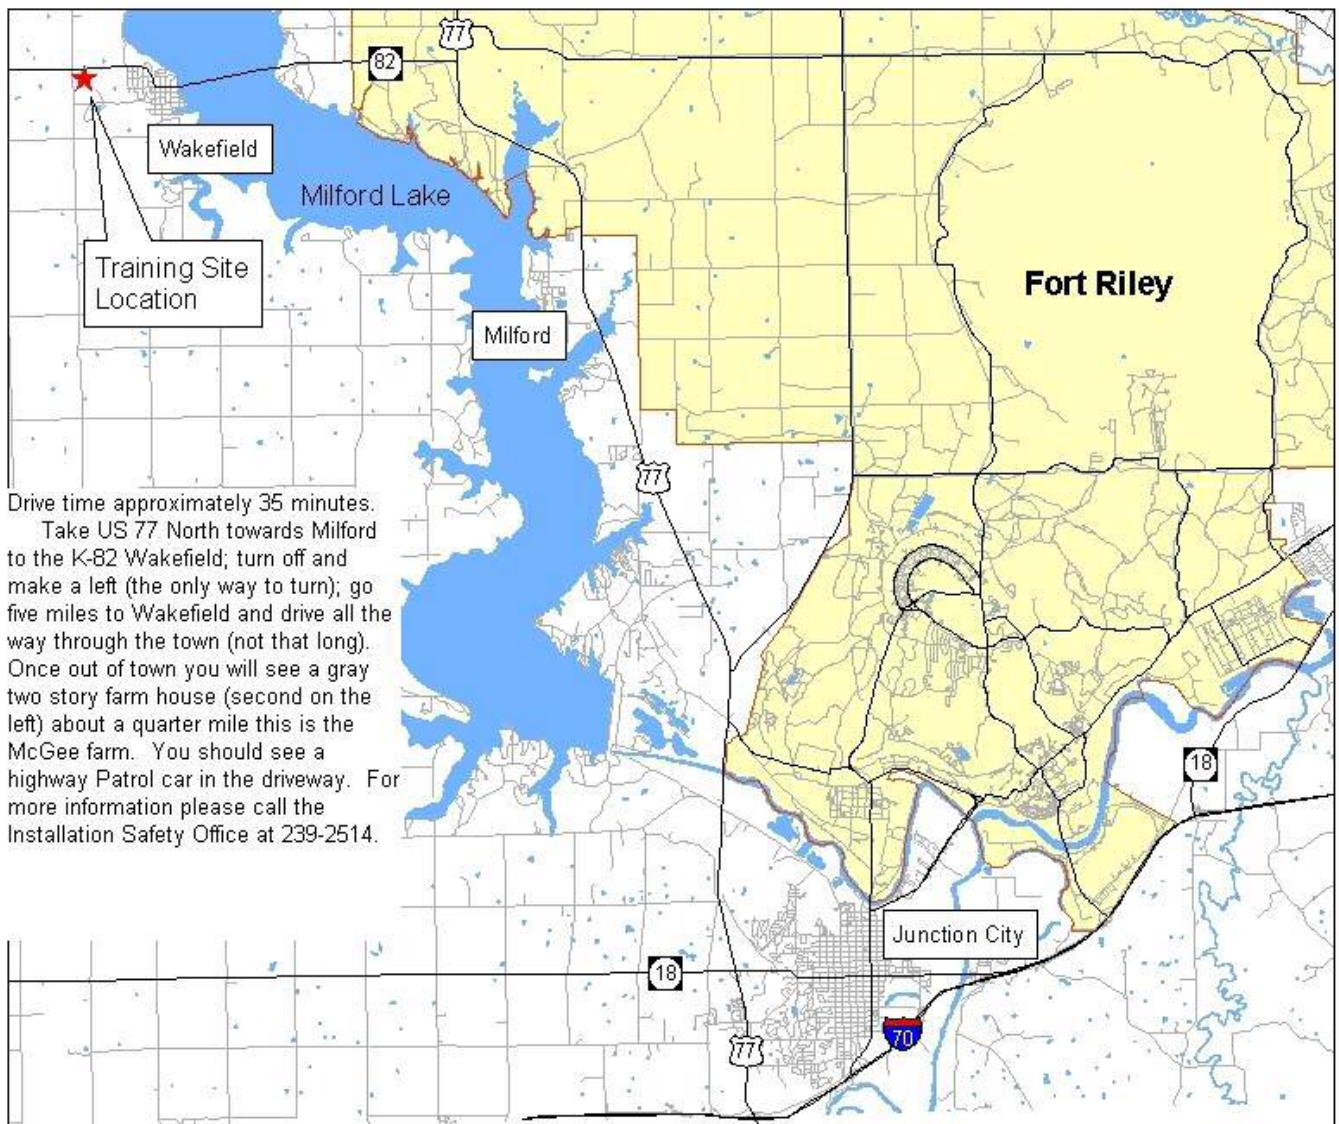 77
82
Wakefield
Milford Lake
Training Site
Location
Fort Riley
Milford
77
Drive time approximately 35 minutes.
Take US 77 North towards Milford
to the K-82 Wakefield; turn off and
make a left (the only way to turn); go
five miles to Wakefield and drive all the
way through the town (not that long).
Once out of town you will see a gray
two story farm house (second on the
left) about a quarter mile this is the
McGee farm. You should see a
highway Patrol car in the driveway. For
more information please call the
Installation Safety Office at 239-2514.
18
Junction City
18
70
77